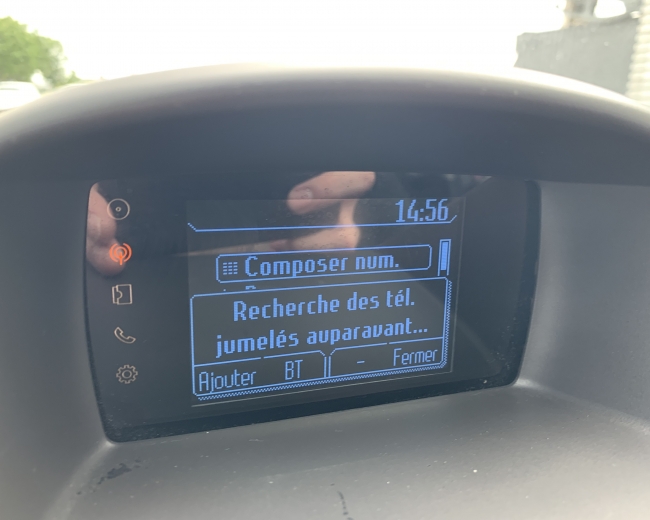 14:56
Composer num.
Recherche des tél.
jumelés auparavant...
Ajouter BT - Fermer